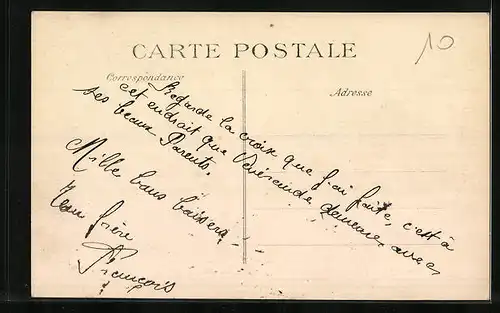 CARTE POSTALE
10
Correspondance
Adresse
Regarde la croix que j'ai faite, c'est à
cet endroit que demeure, avec
ses beaux Parents.
Mille bons baisers
Ton frère
François